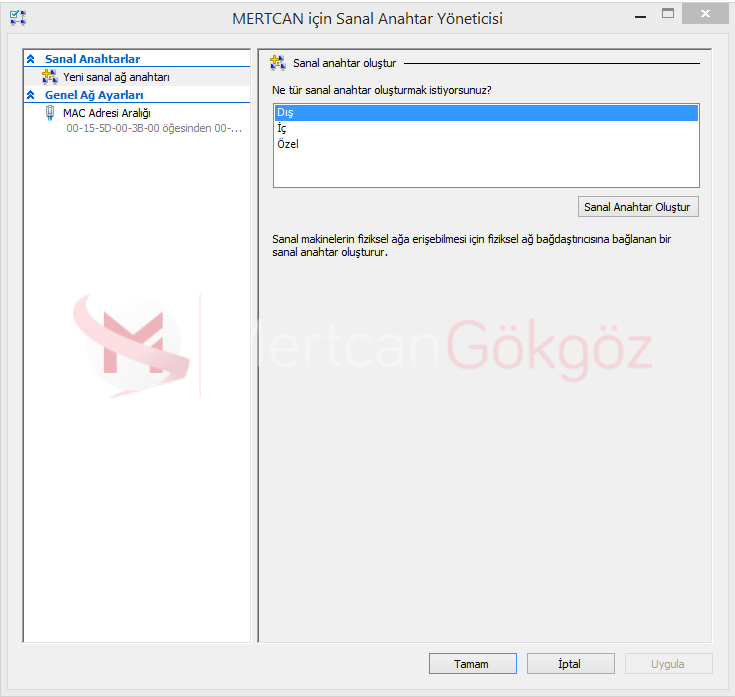 MERTCAN için Sanal Anahtar Yöneticisi
Sanal Anahtarlar
Yeni sanal ağ anahtarı
Genel Ağ Ayarları
MAC Adresi Aralığı
00-15-5D-00-3B-00 öğesinden 00-...
Sanal anahtar oluştur
Ne tür sanal anahtar oluşturmak istiyorsunuz?
Dış
İç
Özel
Sanal Anahtar Oluştur
Sanal makinelerin fiziksel ağa erişebilmesi için fiziksel ağ bağdaştırıcısına bağlanan bir
sanal anahtar oluşturur.
M MertcanGökgöz
Tamam
İptal
Uygula